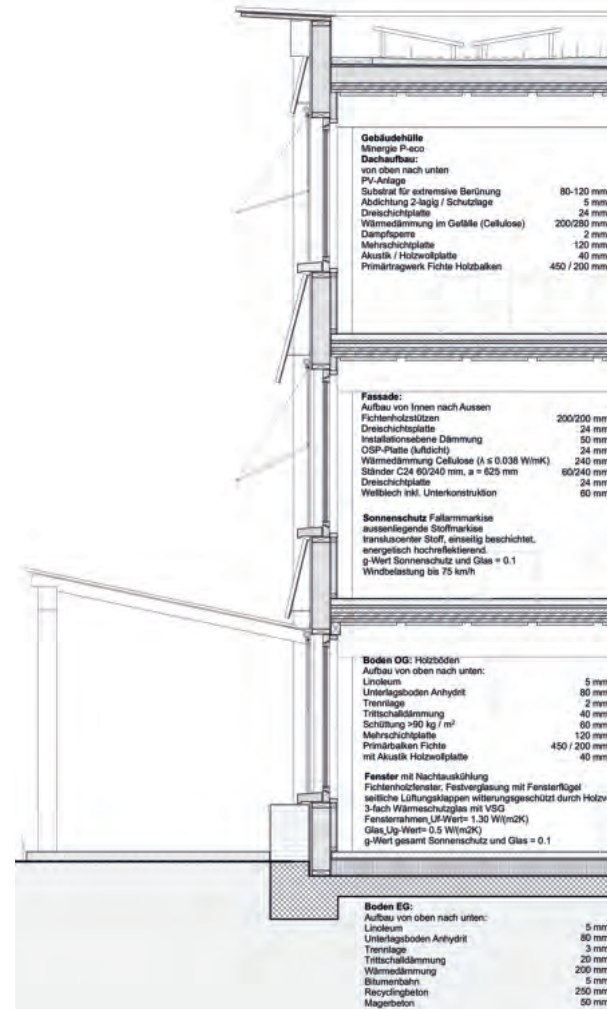 Gebäudehülle
Minergie P-eco
Dachaufbau:
von oben nach unten
PV-Anlage
Substrat für extremsive Berünung 80-120 mm
Abdichtung 2-lagig / Schutzlage 5 mm
Dreischichtplatte 24 mm
Wärmedämmung im Gefälle (Cellulose) 200/280 mm
Dampfsperre 2 mm
Mehrschichtplatte 120 mm
Akustik / Holzwollplatte 40 mm
Primärtragwerk Fichte Holzbalken 450 / 200 mm
Fassade:
Aufbau von Innen nach Aussen
Fichtenholzstützen 200/200 mm
Dreischichtsplatte 24 mm
Installationsebene Dämmung 50 mm
OSP-Platte (luftdicht) 24 mm
Wärmedämmung Cellulose (λ ≤ 0.038 W/mK) 240 mm
Ständer C24 60/240 mm, a = 625 mm 60/240 mm
Dreischichtplatte 24 mm
Wellblech inkl. Unterkonstruktion 60 mm
Sonnenschutz Fallarmmarkise
aussenliegende Stoffmarkise
transluscenter Stoff, einseitig beschichtet,
energetisch hochreflektierend.
g-Wert Sonnenschutz und Glas = 0.1
Windbelastung bis 75 km/h
Boden OG: Holzböden
Aufbau von oben nach unten:
Linoleum 5 mm
Unterlagsboden Anhydrit 80 mm
Trennlage 2 mm
Trittschalldämmung 40 mm
Schüttung >90 kg / m² 60 mm
Mehrschichtplatte 120 mm
Primärbalken Fichte 450 / 200 mm
mit Akustik Holzwollplatte 40 mm
Fenster mit Nachtauskühlung
Fichtenholzfenster, Festverglasung mit Fensterflügel
seitliche Lüftungsklappen witterungsgeschützt durch Holzv
3-fach Wärmeschutzglas mit VSG
Fensterrahmen_Uf-Wert= 1.30 W/(m2K)
Glas_Ug-Wert= 0.5 W/(m2K)
g-Wert gesamt Sonnenschutz und Glas = 0.1
Boden EG:
Aufbau von oben nach unten:
Linoleum 5 mm
Unterlagsboden Anhydrit 80 mm
Trennlage 3 mm
Trittschalldämmung 20 mm
Wärmedämmung 200 mm
Bitumenbahn 5 mm
Recyclingbeton 250 mm
Magerbeton 50 mm